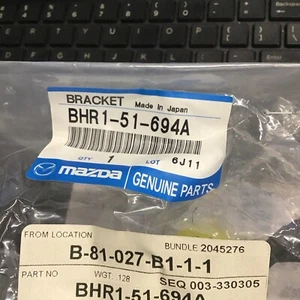 BRACKET Made In Japan
BHR1-51-694A
QTY 1 LOT 6J11
mazda GENUINE PARTS
FROM LOCATION
BUNDLE 2045276
B-81-027-B1-1-1
WGT: .128
SEQ 003-330305
PART NO
BHR1-51-694A